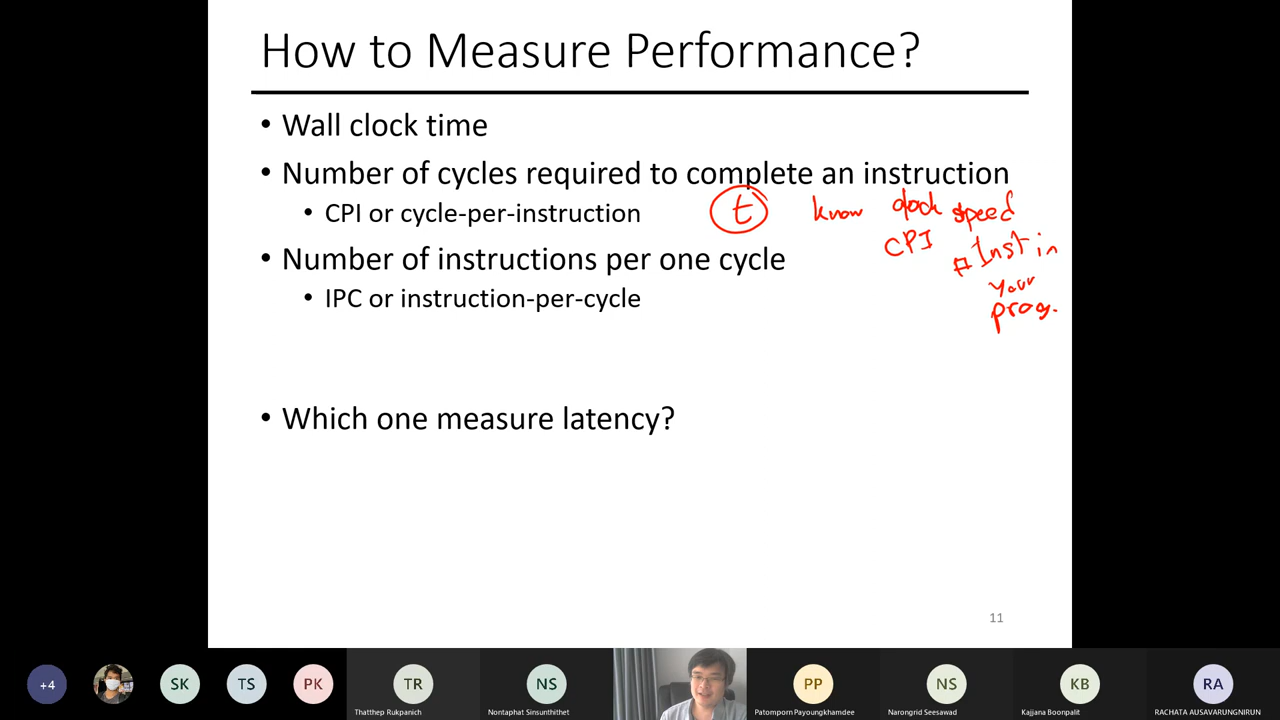 How to Measure Performance?
• Wall clock time
• Number of cycles required to complete an instruction
• CPI or cycle-per-instruction
t know clock speed
CPI # Inst in
your
prog.
• Number of instructions per one cycle
• IPC or instruction-per-cycle
• Which one measure latency?
11
+4 SK TS PK TR NS PP NS KB RA
Thatthep Rukpanich Nontaphat Sinsunthithet Patomporn Payoungkhamdee Narongrid Seesawad Kajjana Boonpalit RACHATA AUSAVARUNGNIRUN